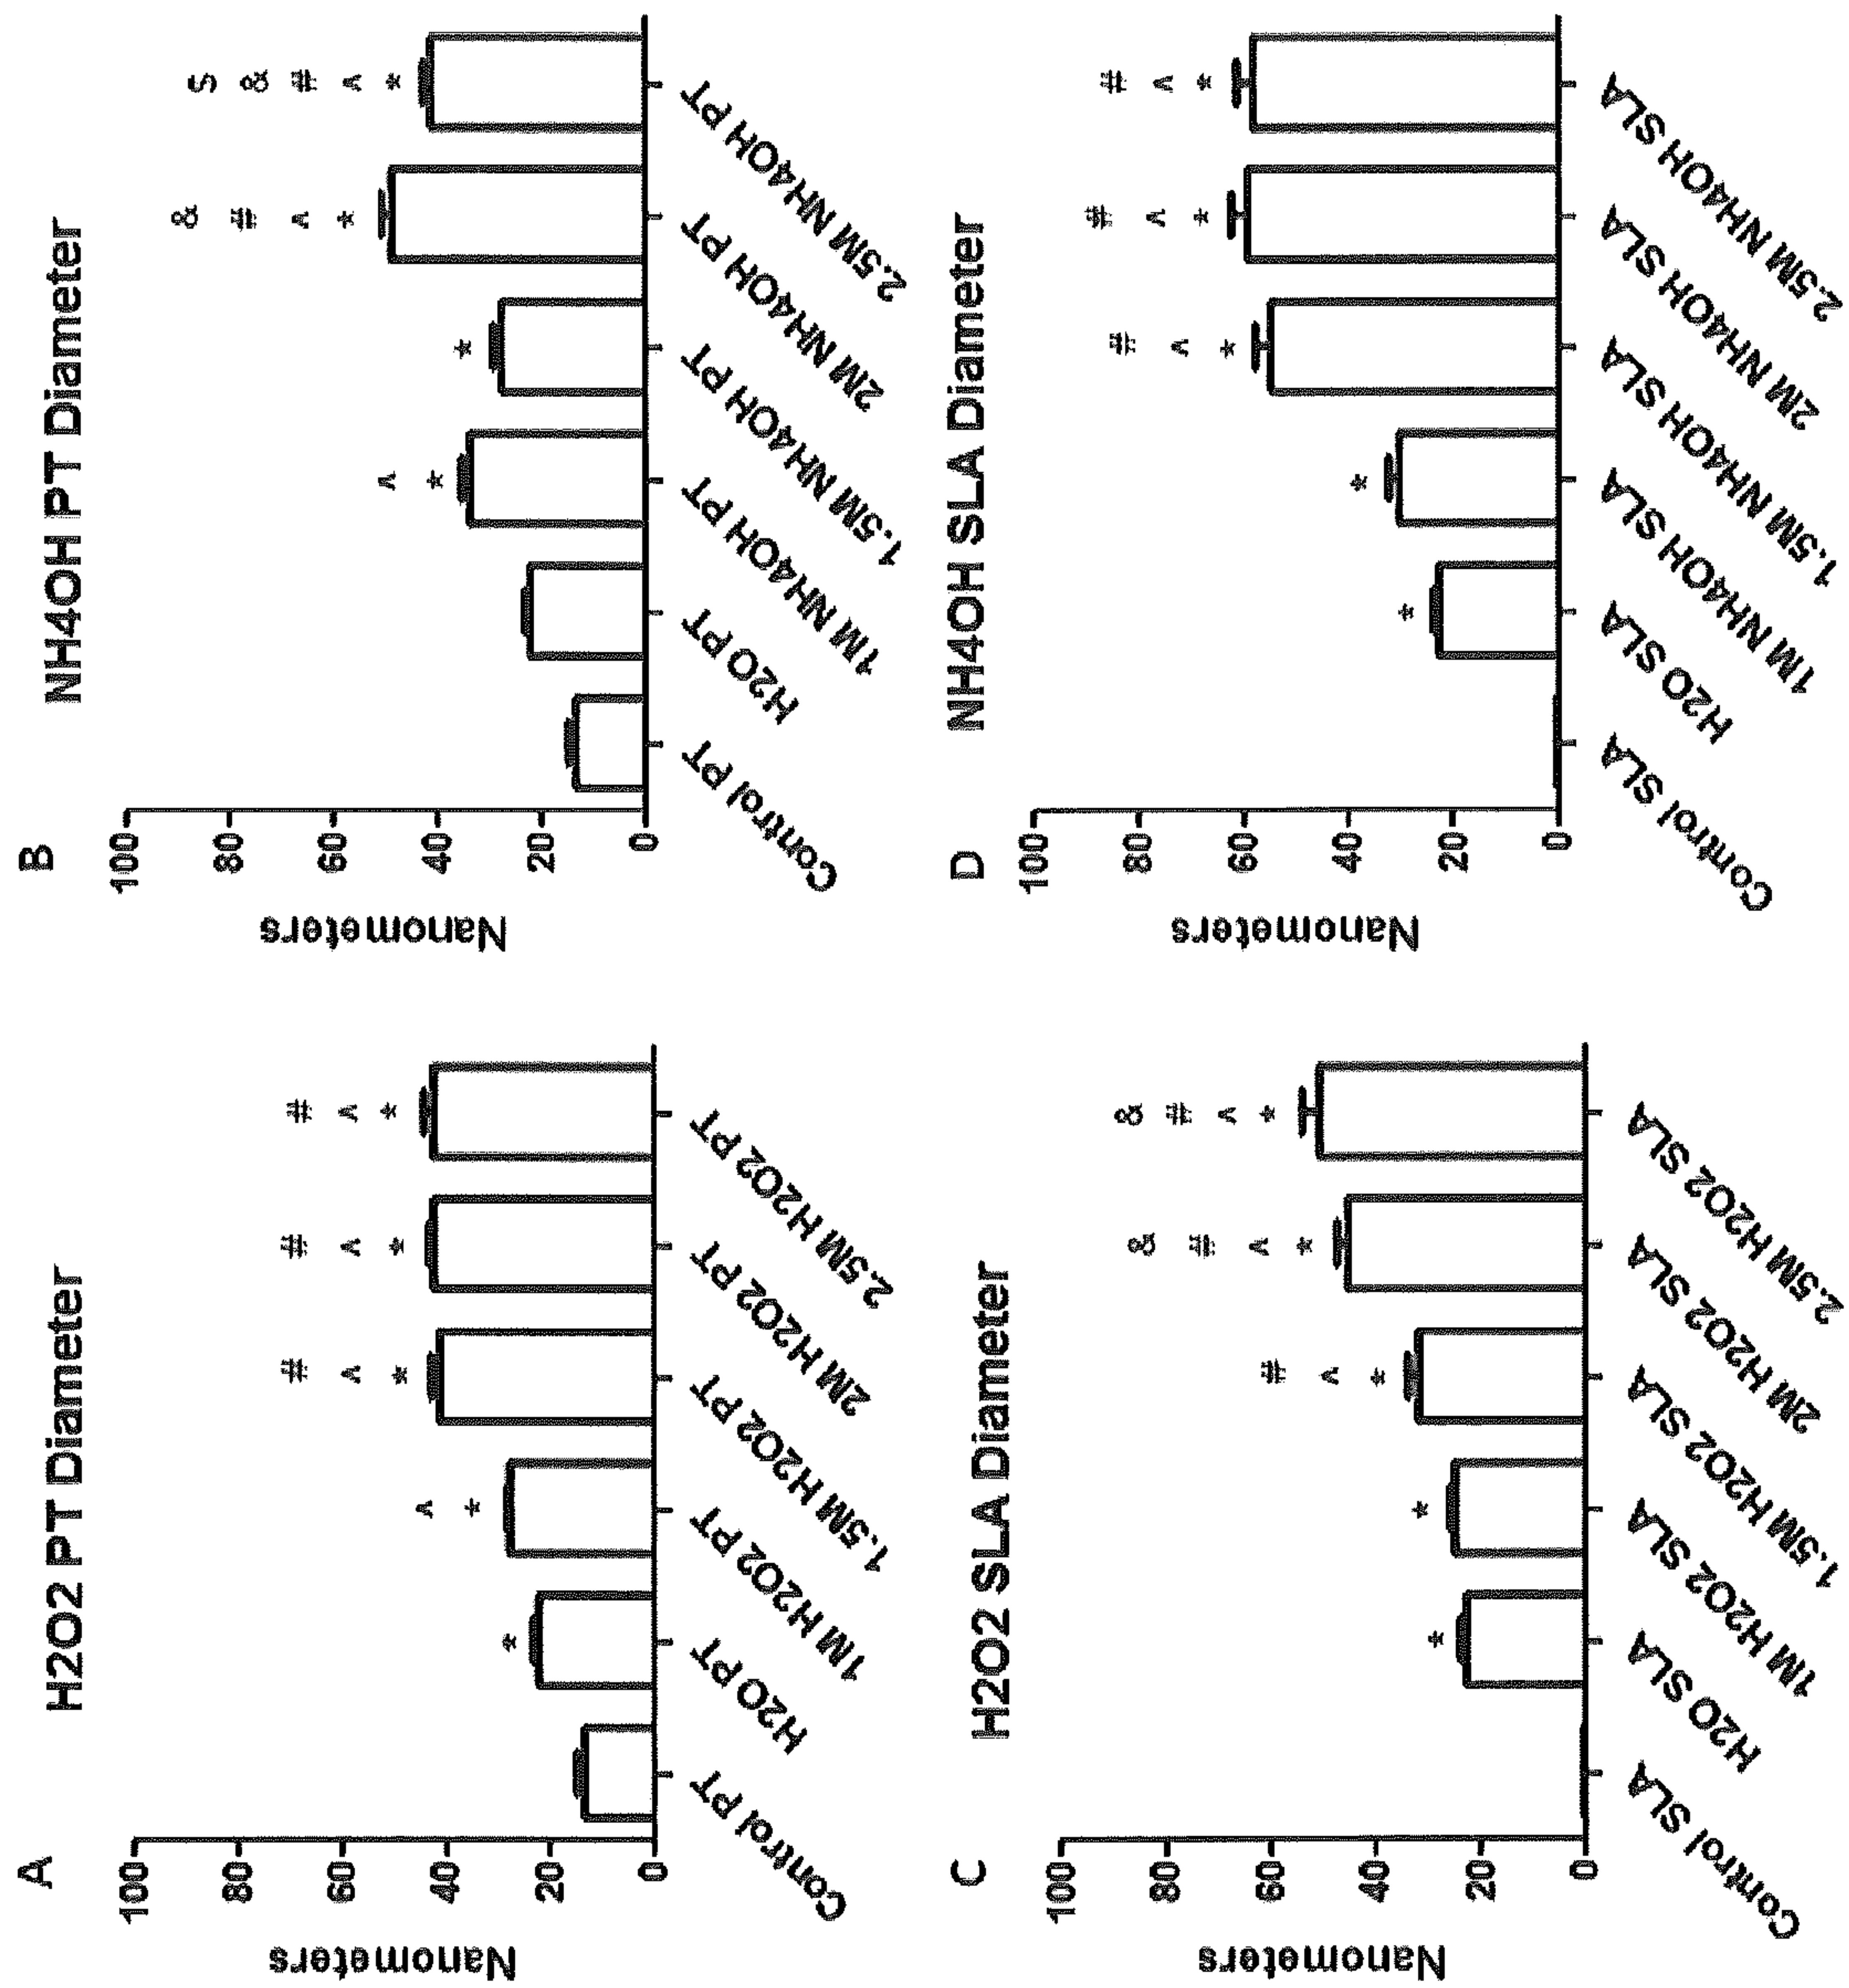 A
H2O2 PT Diameter
Nanometers
100
80
60
40
20
0
*
^
*
#
^
*
#
^
*
#
^
*
Control PT
H2O PT
1M H2O2 PT
1.5M H2O2 PT
2M H2O2 PT
2.5M H2O2 PT
B
NH4OH PT Diameter
Nanometers
100
80
60
40
20
0
^
*
*
&
#
^
*
$
&
#
^
*
Control PT
H2O PT
1M NH4OH PT
1.5M NH4OH PT
2M NH4OH PT
2.5M NH4OH PT
C
H2O2 SLA Diameter
Nanometers
100
80
60
40
20
0
*
*
#
^
*
&
#
^
*
&
#
^
*
Control SLA
H2O SLA
1M H2O2 SLA
1.5M H2O2 SLA
2M H2O2 SLA
2.5M H2O2 SLA
D
NH4OH SLA Diameter
Nanometers
100
80
60
40
20
0
*
*
#
^
*
#
^
*
#
^
*
Control SLA
H2O SLA
1M NH4OH SLA
1.5M NH4OH SLA
2M NH4OH SLA
2.5M NH4OH SLA